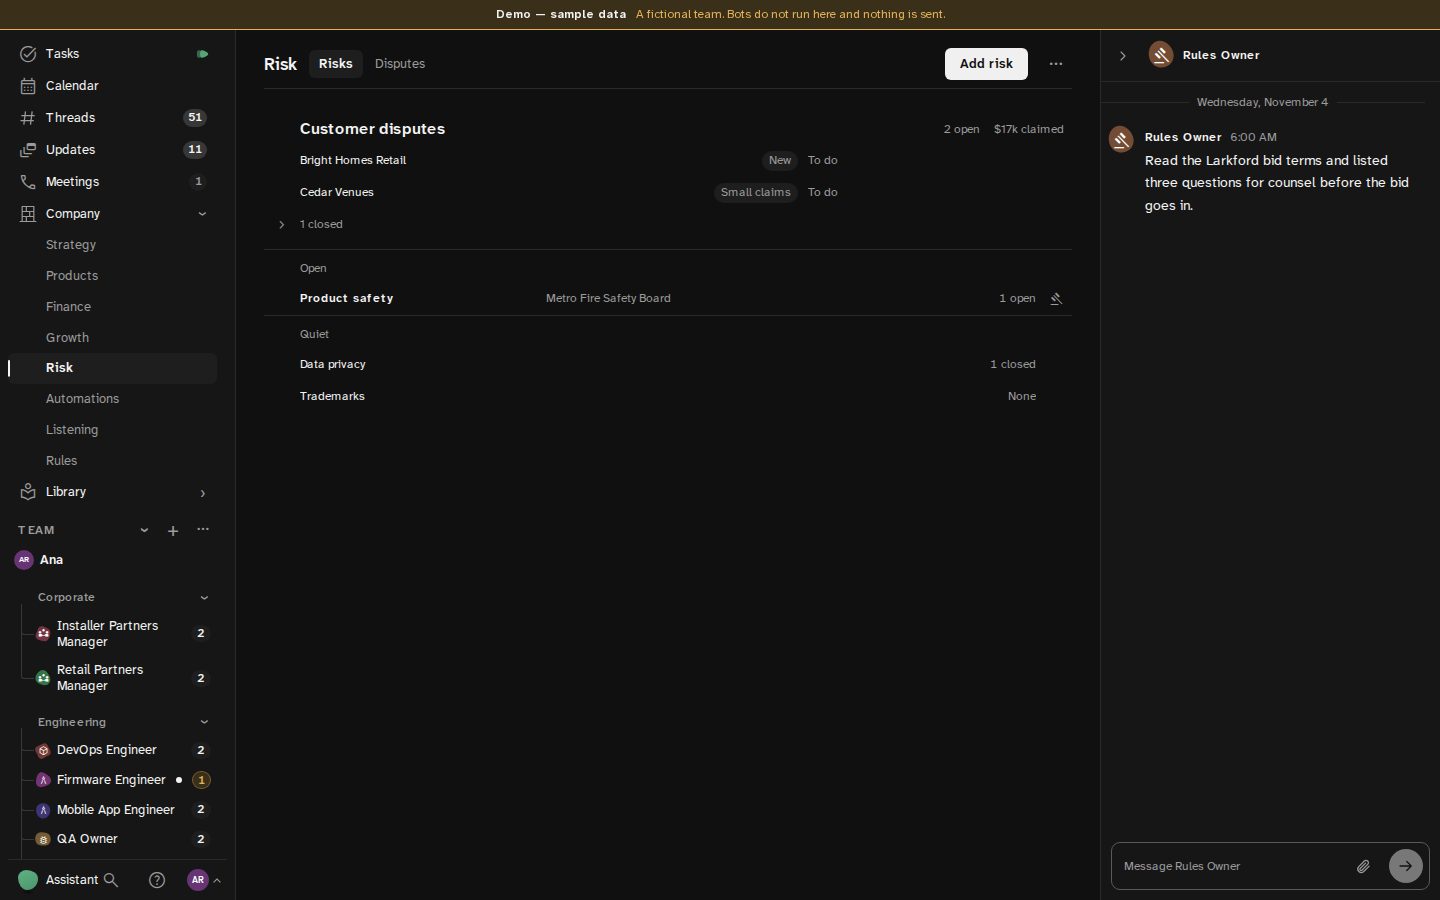 Demo — sample data A fictional team. Bots do not run here and nothing is sent.
Tasks
Calendar
Threads 51
Updates 11
Meetings 1
Company
Strategy
Products
Finance
Growth
Risk
Automations
Listening
Rules
Library
TEAM
AR Ana
Corporate
Installer Partners
Manager
2
Retail Partners
Manager
2
Engineering
DevOps Engineer 2
Firmware Engineer 1
Mobile App Engineer 2
QA Owner 2
Assistant
AR
Risk Risks Disputes Add risk
Customer disputes 2 open $17k claimed
Bright Homes Retail New To do
Cedar Venues Small claims To do
1 closed
Open
Product safety Metro Fire Safety Board 1 open
Quiet
Data privacy 1 closed
Trademarks None
Rules Owner
Wednesday, November 4
Rules Owner 6:00 AM
Read the Larkford bid terms and listed
three questions for counsel before the bid
goes in.
Message Rules Owner